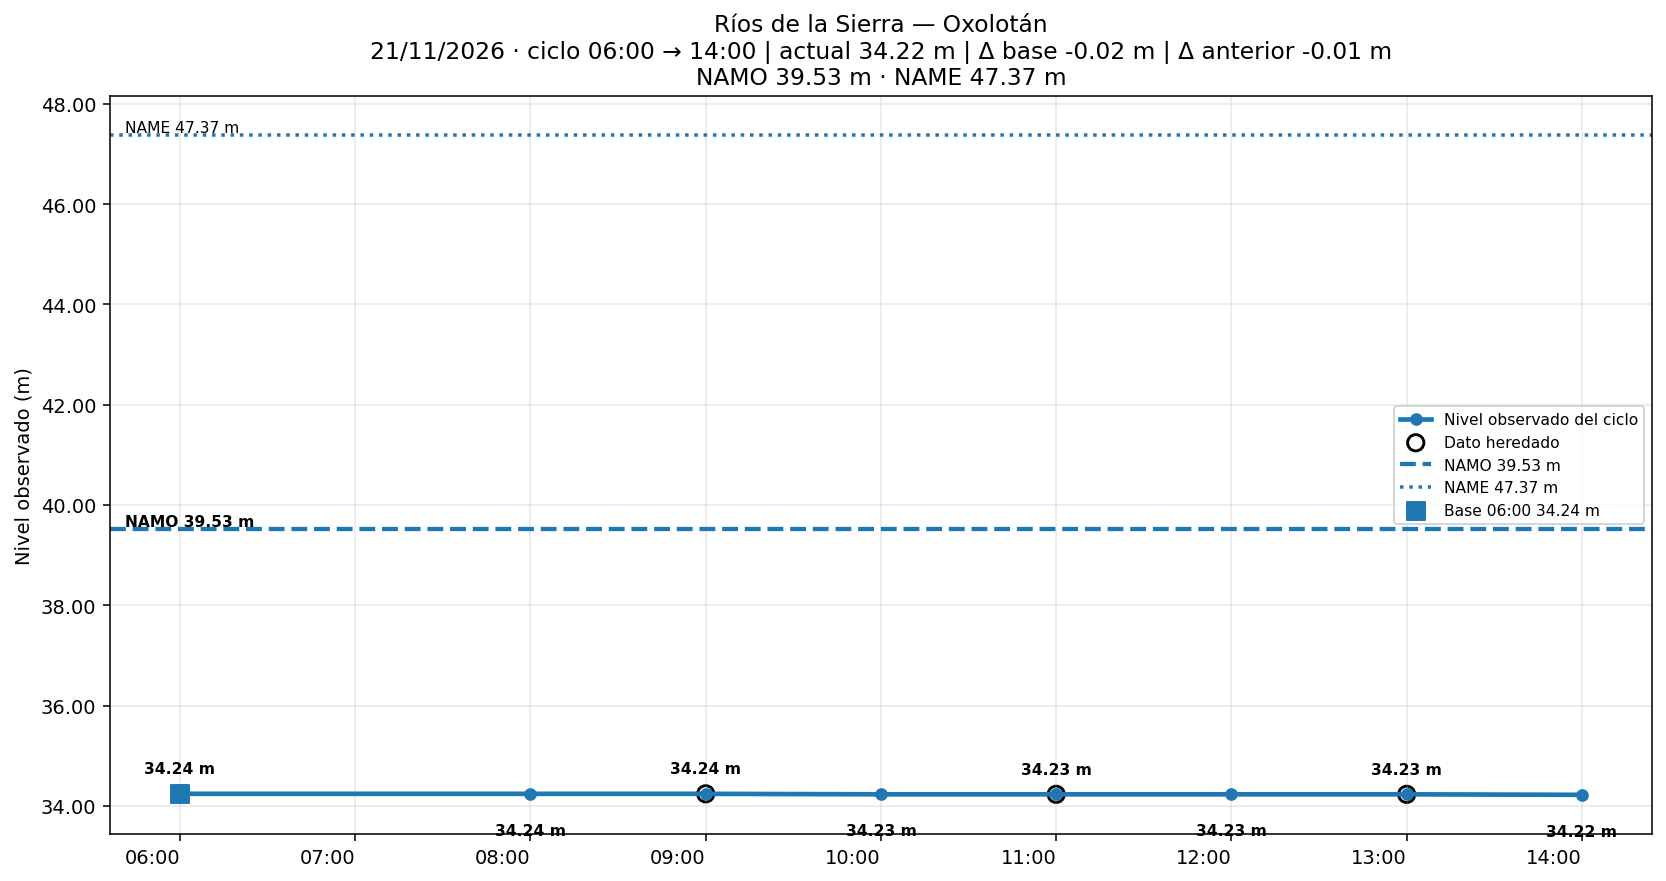 Ríos de la Sierra — Oxolotán
21/11/2026 · ciclo 06:00 → 14:00 | actual 34.22 m | Δ base -0.02 m | Δ anterior -0.01 m
NAMO 39.53 m · NAME 47.37 m
Nivel observado (m)
48.00
46.00
44.00
42.00
40.00
38.00
36.00
34.00
NAME 47.37 m
NAMO 39.53 m
Nivel observado del ciclo
Dato heredado
NAMO 39.53 m
NAME 47.37 m
Base 06:00 34.24 m
34.24 m
34.24 m
34.24 m
34.23 m
34.23 m
34.23 m
34.23 m
34.22 m
06:00
07:00
08:00
09:00
10:00
11:00
12:00
13:00
14:00